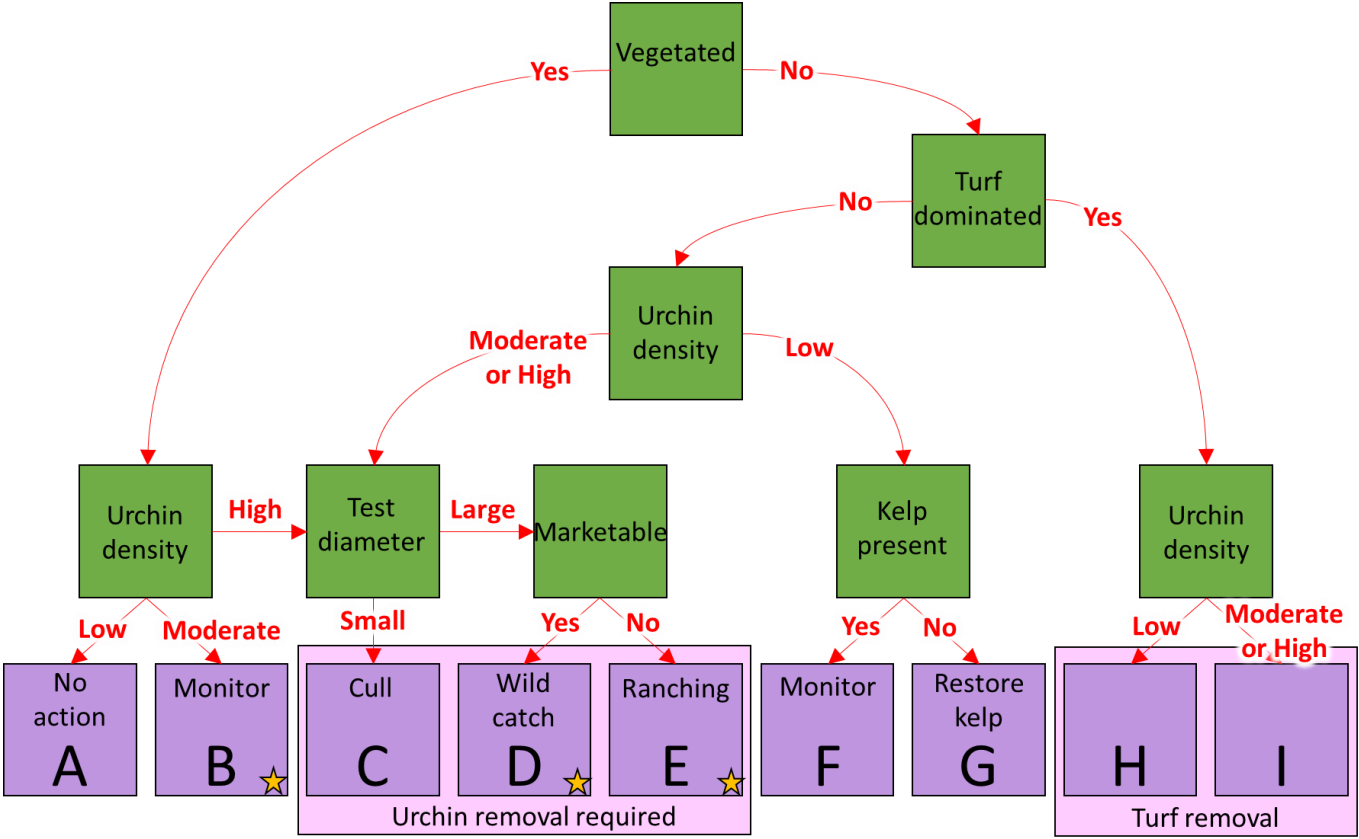 Vegetated
Yes
No
Turf
dominated
No
Yes
Urchin
density
Moderate
or High
Low
Urchin
density
High
Test
diameter
Large
Marketable
Kelp
present
Urchin
density
Low
Moderate
Small
Yes
No
Yes
No
Low
Moderate
or High
No
action
A
Monitor
B
Cull
C
Wild
catch
D
Ranching
E
Monitor
F
Restore
kelp
G
H
I
Urchin removal required
Turf removal